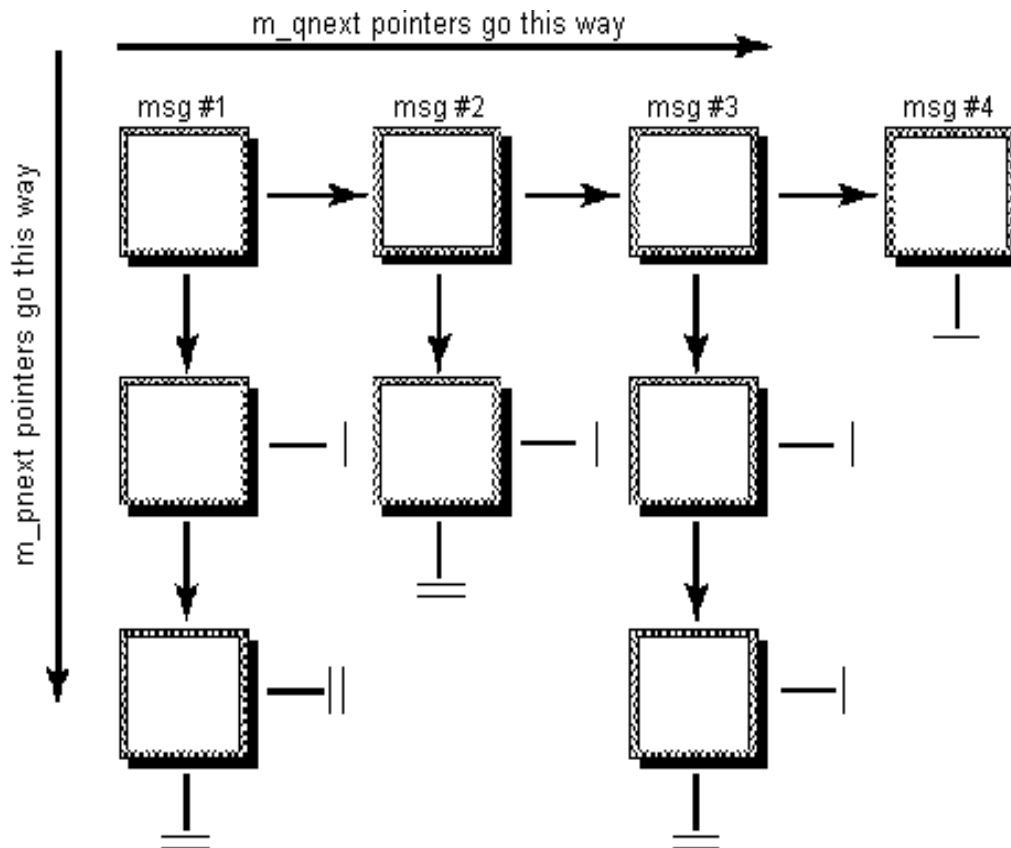 m_qnext pointers go this way
msg #1
msg #2
msg #3
msg #4
m_pnext pointers go this way